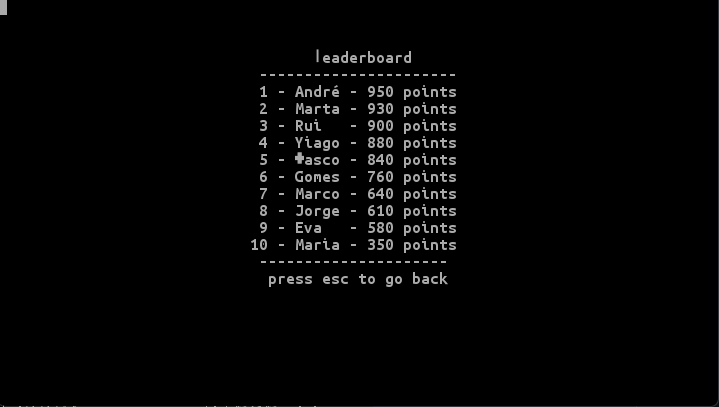 leaderboard
----------------------
1 - André - 950 points
2 - Marta - 930 points
3 - Rui   - 900 points
4 - Yiago - 880 points
5 - asco - 840 points
6 - Gomes - 760 points
7 - Marco - 640 points
8 - Jorge - 610 points
9 - Eva   - 580 points
10 - Maria - 350 points
---------------------
press esc to go back